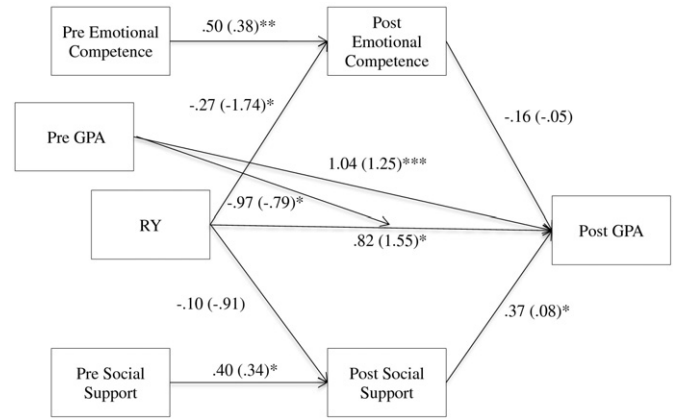 Pre Emotional
Competence
.50 (.38)**
Post
Emotional
Competence
-.27 (-1.74)*
-.16 (-.05)
Pre GPA
1.04 (1.25)***
-.97 (-.79)*
RY
.82 (1.55)*
Post GPA
-.10 (-.91)
.37 (.08)*
Pre Social
Support
.40 (.34)*
Post Social
Support